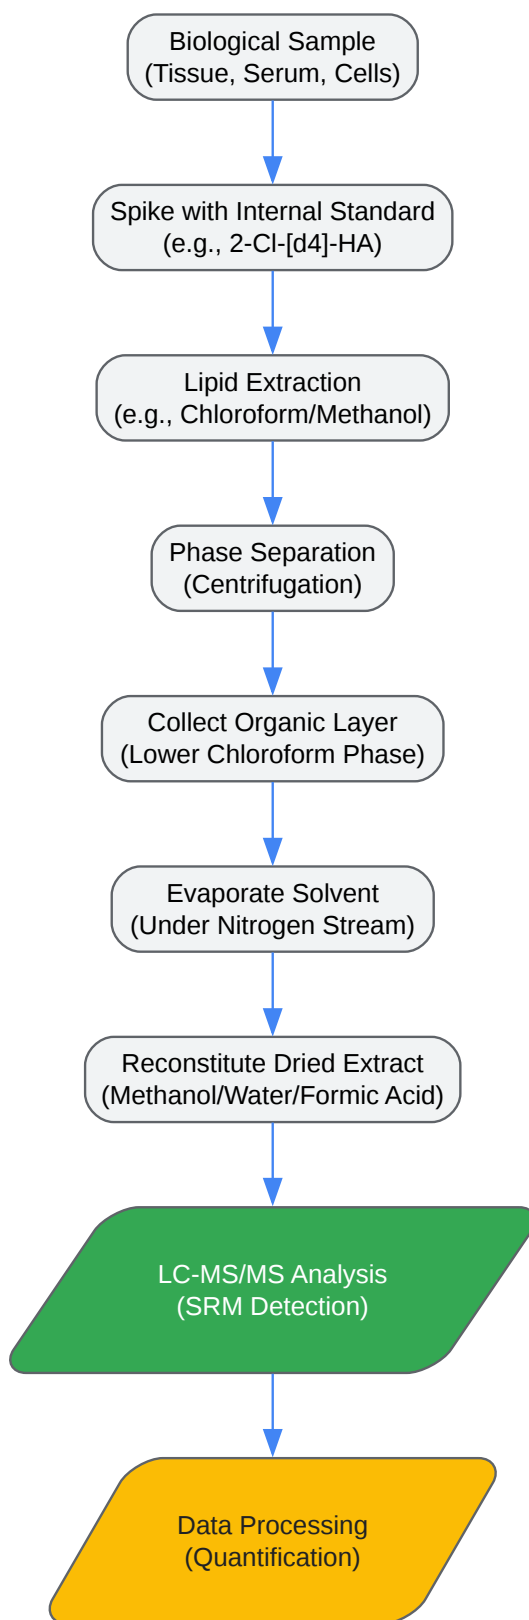 Biological Sample
(Tissue, Serum, Cells)
Spike with Internal Standard
(e.g., 2-Cl-[d4]-HA)
Lipid Extraction
(e.g., Chloroform/Methanol)
Phase Separation
(Centrifugation)
Collect Organic Layer
(Lower Chloroform Phase)
Evaporate Solvent
(Under Nitrogen Stream)
Reconstitute Dried Extract
(Methanol/Water/Formic Acid)
LC-MS/MS Analysis
(SRM Detection)
Data Processing
(Quantification)